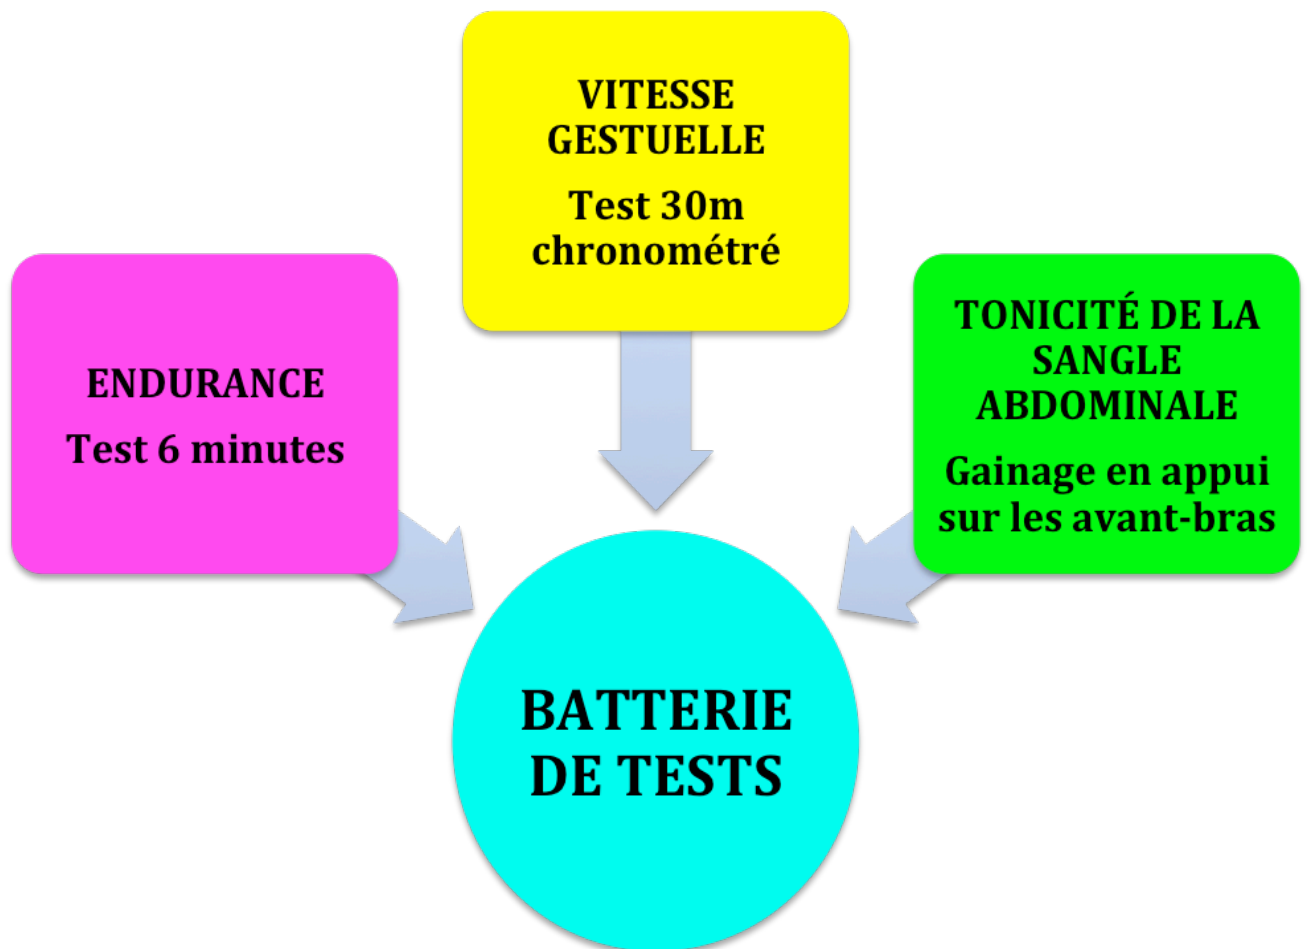 VITESSE
GESTUELLE
Test 30m
chronométré
ENDURANCE
Test 6 minutes
TONICITÉ DE LA
SANGLE
ABDOMINALE
Gainage en appui
sur les avant-bras
BATTERIE
DE TESTS